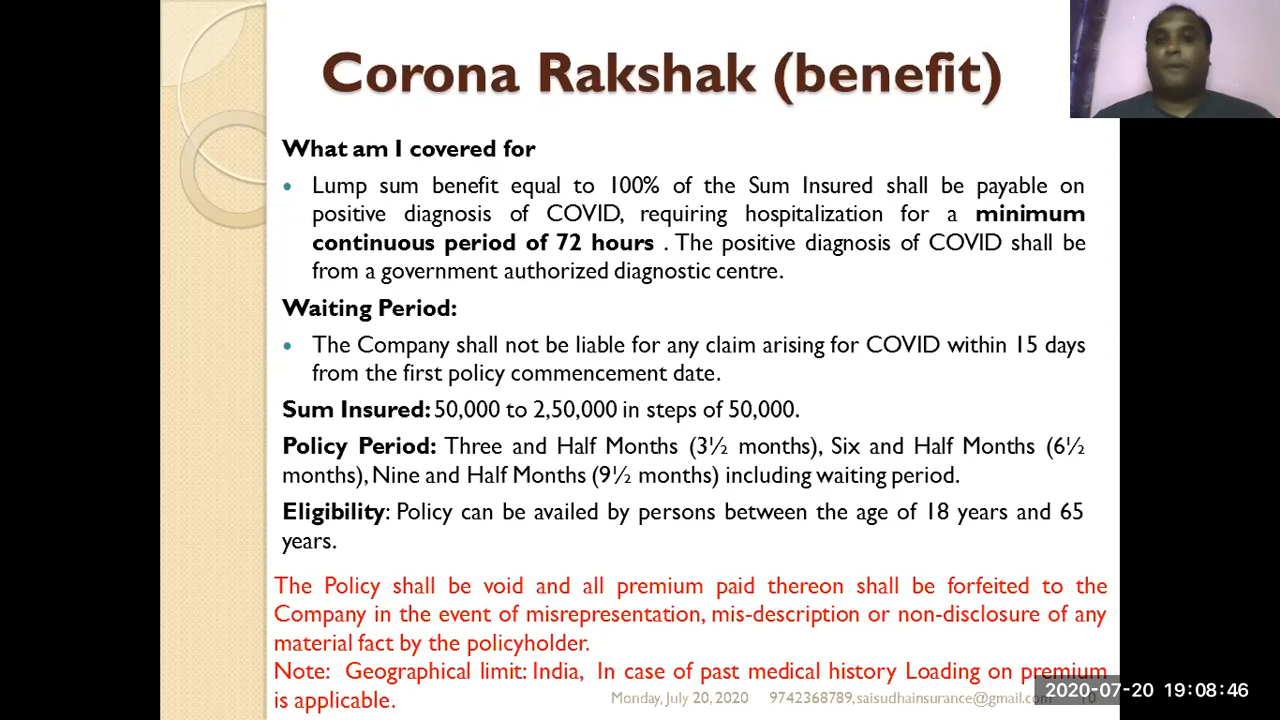 Corona Rakshak (benefit)
What am I covered for
• Lump sum benefit equal to 100% of the Sum Insured shall be payable on
positive diagnosis of COVID, requiring hospitalization for a minimum
continuous period of 72 hours . The positive diagnosis of COVID shall be
from a government authorized diagnostic centre.
Waiting Period:
• The Company shall not be liable for any claim arising for COVID within 15 days
from the first policy commencement date.
Sum Insured: 50,000 to 2,50,000 in steps of 50,000.
Policy Period: Three and Half Months (3½ months), Six and Half Months (6½
months), Nine and Half Months (9½ months) including waiting period.
Eligibility: Policy can be availed by persons between the age of 18 years and 65
years.
The Policy shall be void and all premium paid thereon shall be forfeited to the
Company in the event of misrepresentation, mis-description or non-disclosure of any
material fact by the policyholder.
Note: Geographical limit: India, In case of past medical history Loading on premium
is applicable.
Monday, July 20, 2020 9742368789, saisudhainsurance@gmail.com
2020-07-20 19:08:46